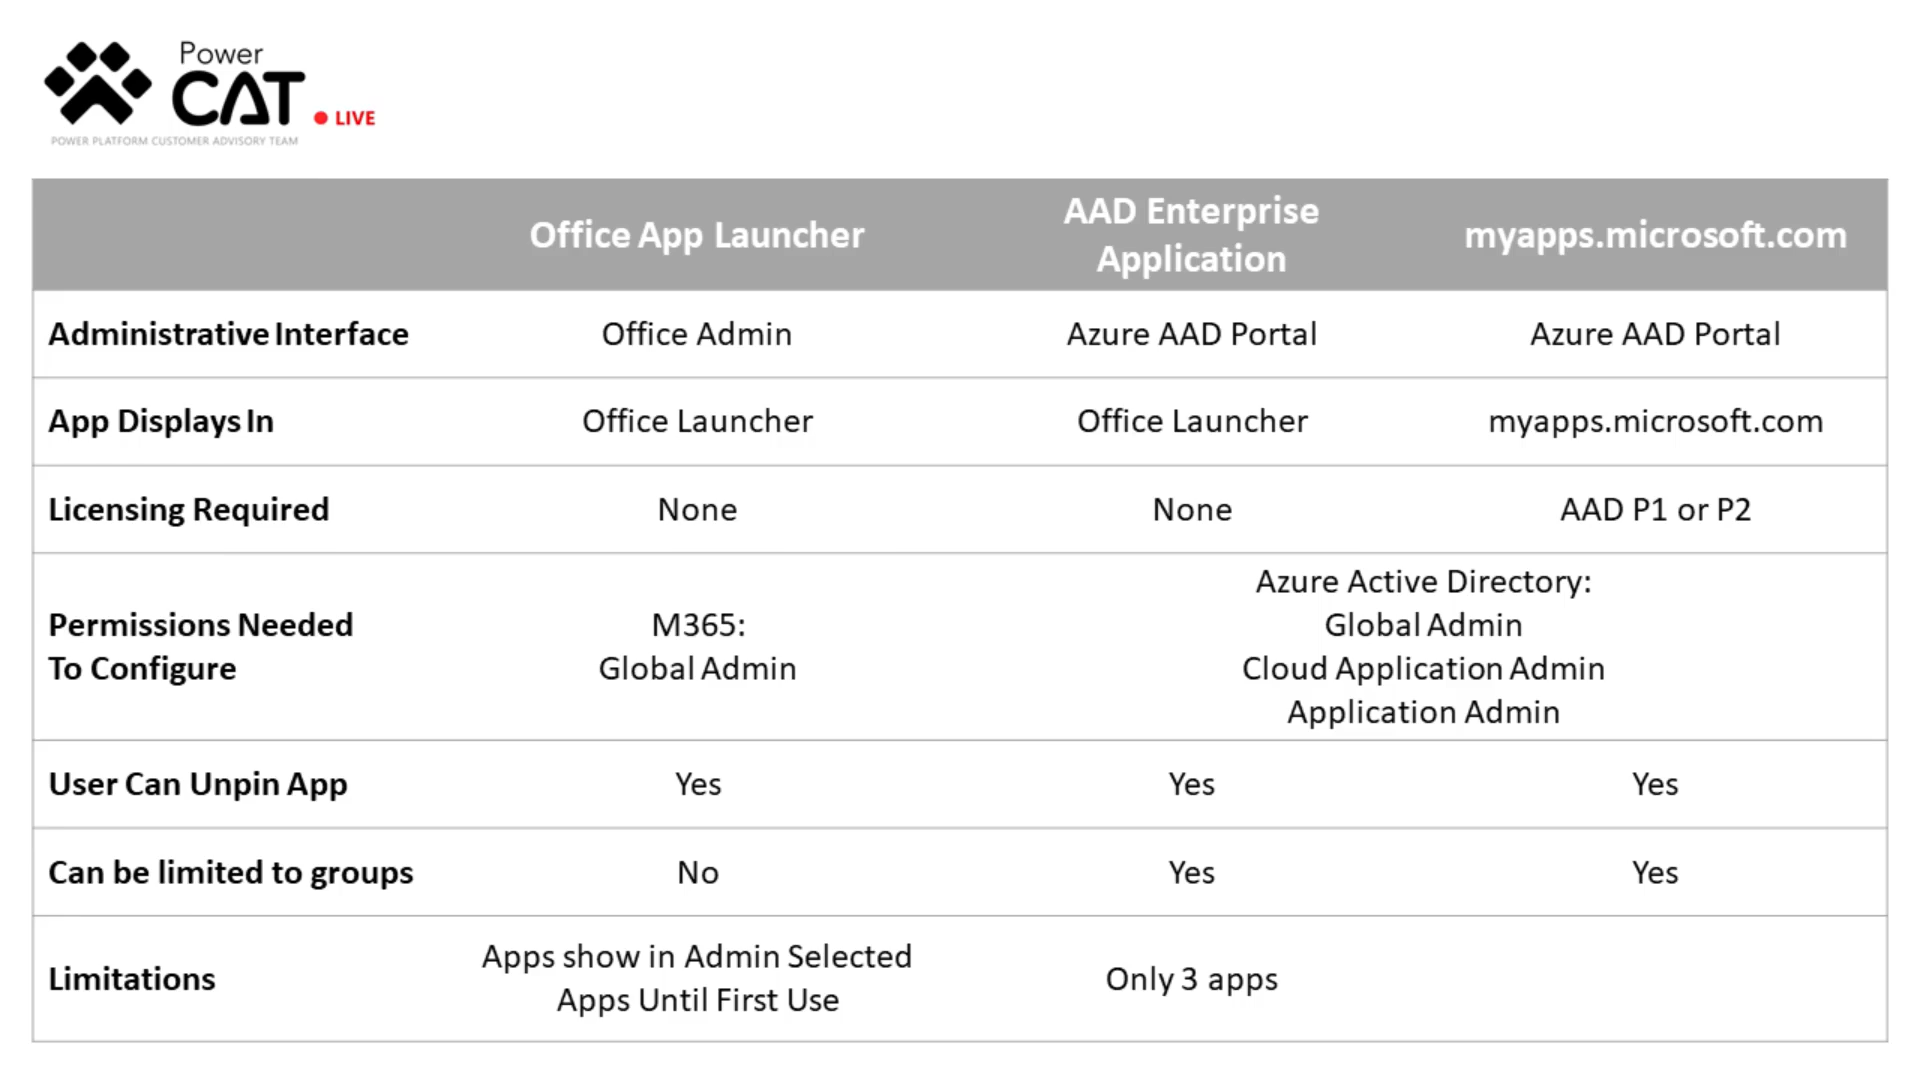 Power
CAT
LIVE
POWER PLATFORM CUSTOMER ADVISORY TEAM
Office App Launcher
AAD Enterprise
Application
myapps.microsoft.com
Administrative Interface
Office Admin
Azure AAD Portal
Azure AAD Portal
App Displays In
Office Launcher
Office Launcher
myapps.microsoft.com
Licensing Required
None
None
AAD P1 or P2
Permissions Needed
To Configure
M365:
Global Admin
Azure Active Directory:
Global Admin
Cloud Application Admin
Application Admin
User Can Unpin App
Yes
Yes
Yes
Can be limited to groups
No
Yes
Yes
Limitations
Apps show in Admin Selected
Apps Until First Use
Only 3 apps